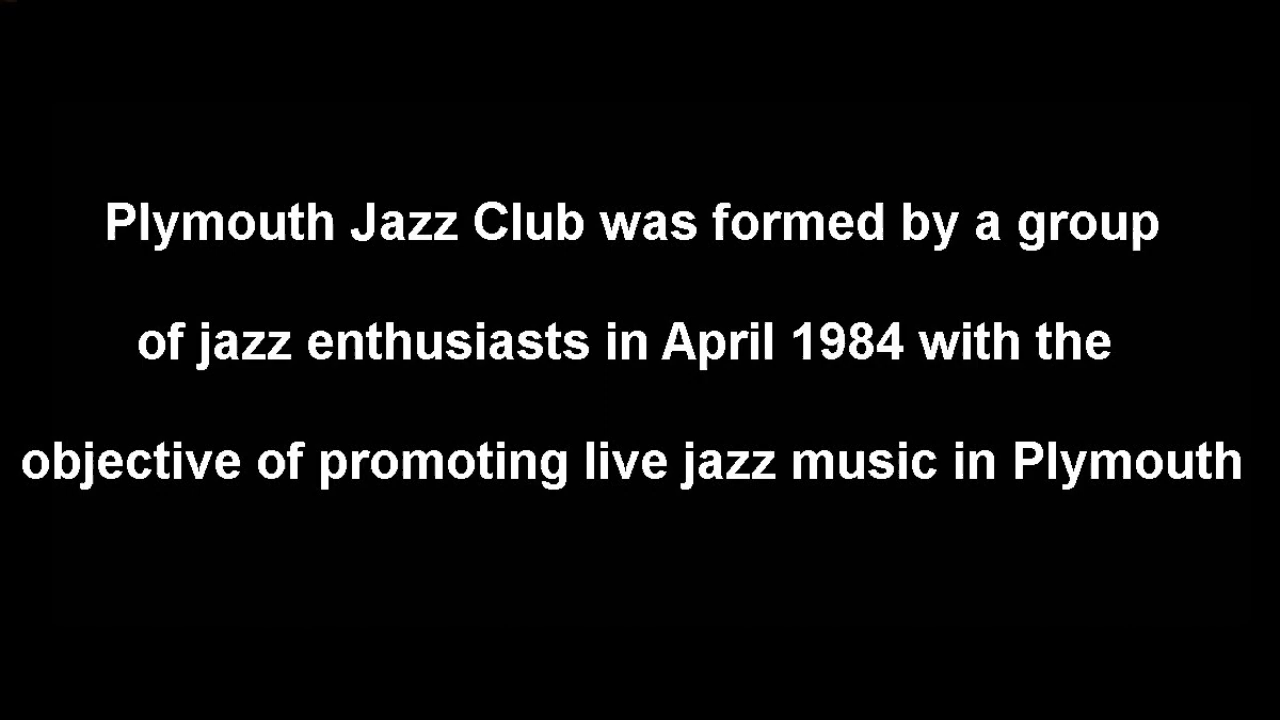 Plymouth Jazz Club was formed by a group
of jazz enthusiasts in April 1984 with the
objective of promoting live jazz music in Plymouth